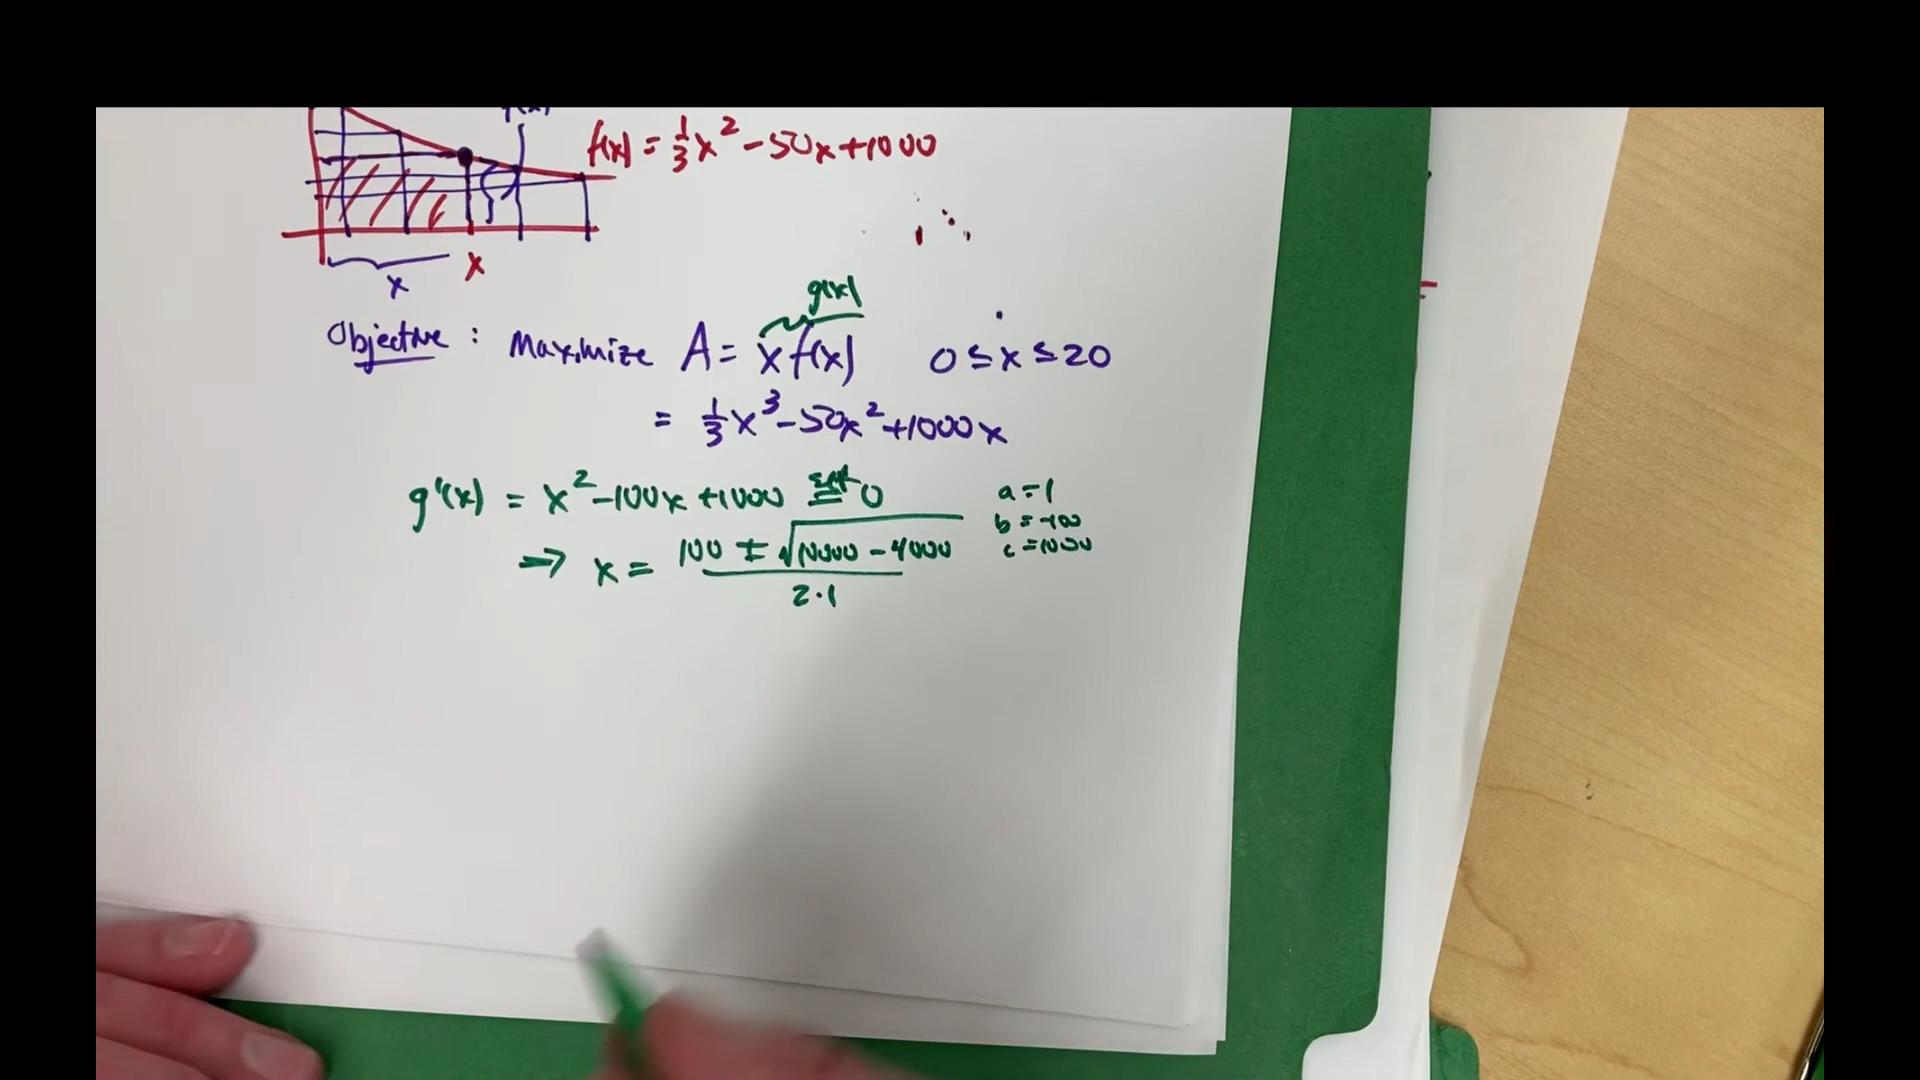 f(x) = 1/3 x² - 50x + 1000
x
x
g(x)
Objective : Maximize A = x f(x) 0 ≤ x ≤ 20
= 1/3 x³ - 50x² + 1000x
g'(x) = x² - 100x + 1000 set = 0
a = 1
b = -100
c = 1000
⇒ x = (100 ± √(10000 - 4000)) / 2·1